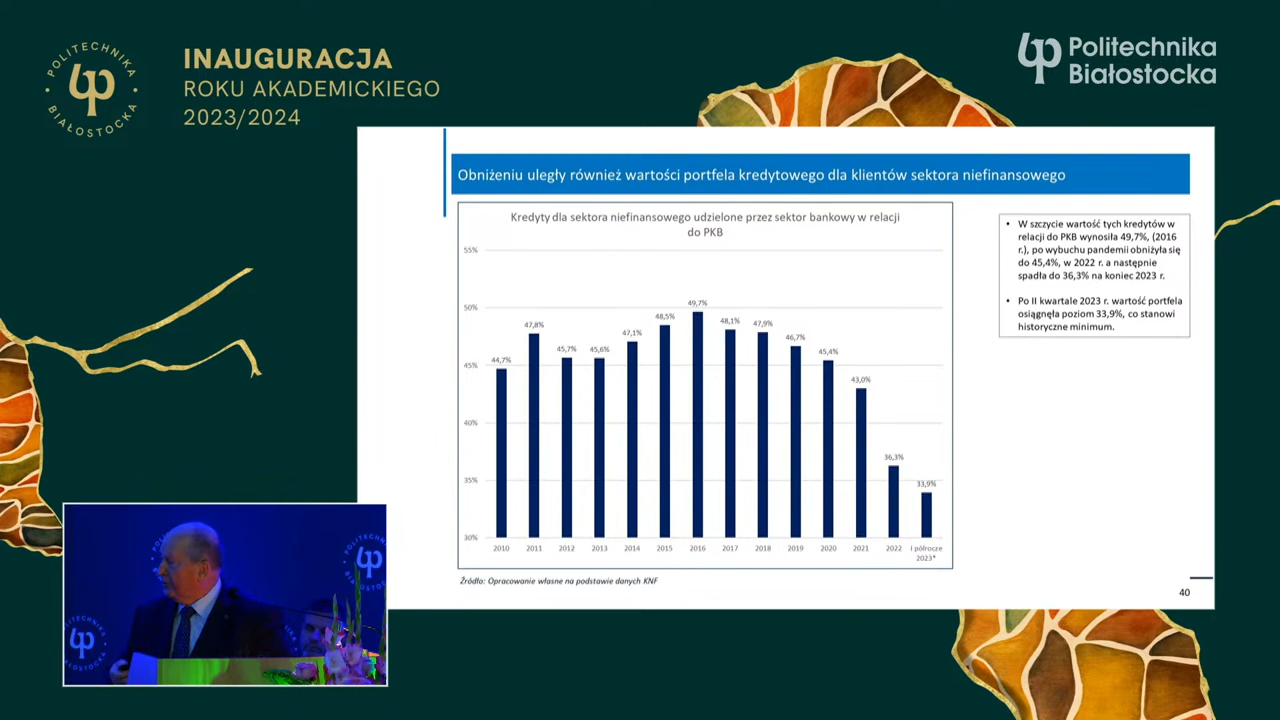 POLITECHNIKA
BIAŁOSTOCKA
INAUGURACJA
ROKU AKADEMICKIEGO
2023/2024
Politechnika
Białostocka
Obniżeniu uległy również wartości portfela kredytowego dla klientów sektora niefinansowego
Kredyty dla sektora niefinansowego udzielone przez sektor bankowy w relacji
do PKB
55%
50%
45%
40%
35%
30%
44,7%
47,8%
45,7%
45,6%
47,1%
48,5%
49,7%
48,1%
47,9%
46,7%
45,4%
43,0%
36,3%
33,9%
2010
2011
2012
2013
2014
2015
2016
2017
2018
2019
2020
2021
2022
I półrocze
2023*
• W szczycie wartość tych kredytów w
relacji do PKB wynosiła 49,7%, (2016
r.), po wybuchu pandemii obniżyła się
do 45,4%, w 2022 r. a następnie
spadła do 36,3% na koniec 2023 r.
• Po II kwartale 2023 r. wartość portfela
osiągnęła poziom 33,9%, co stanowi
historyczne minimum.
Źródło: Opracowanie własne na podstawie danych KNF
40